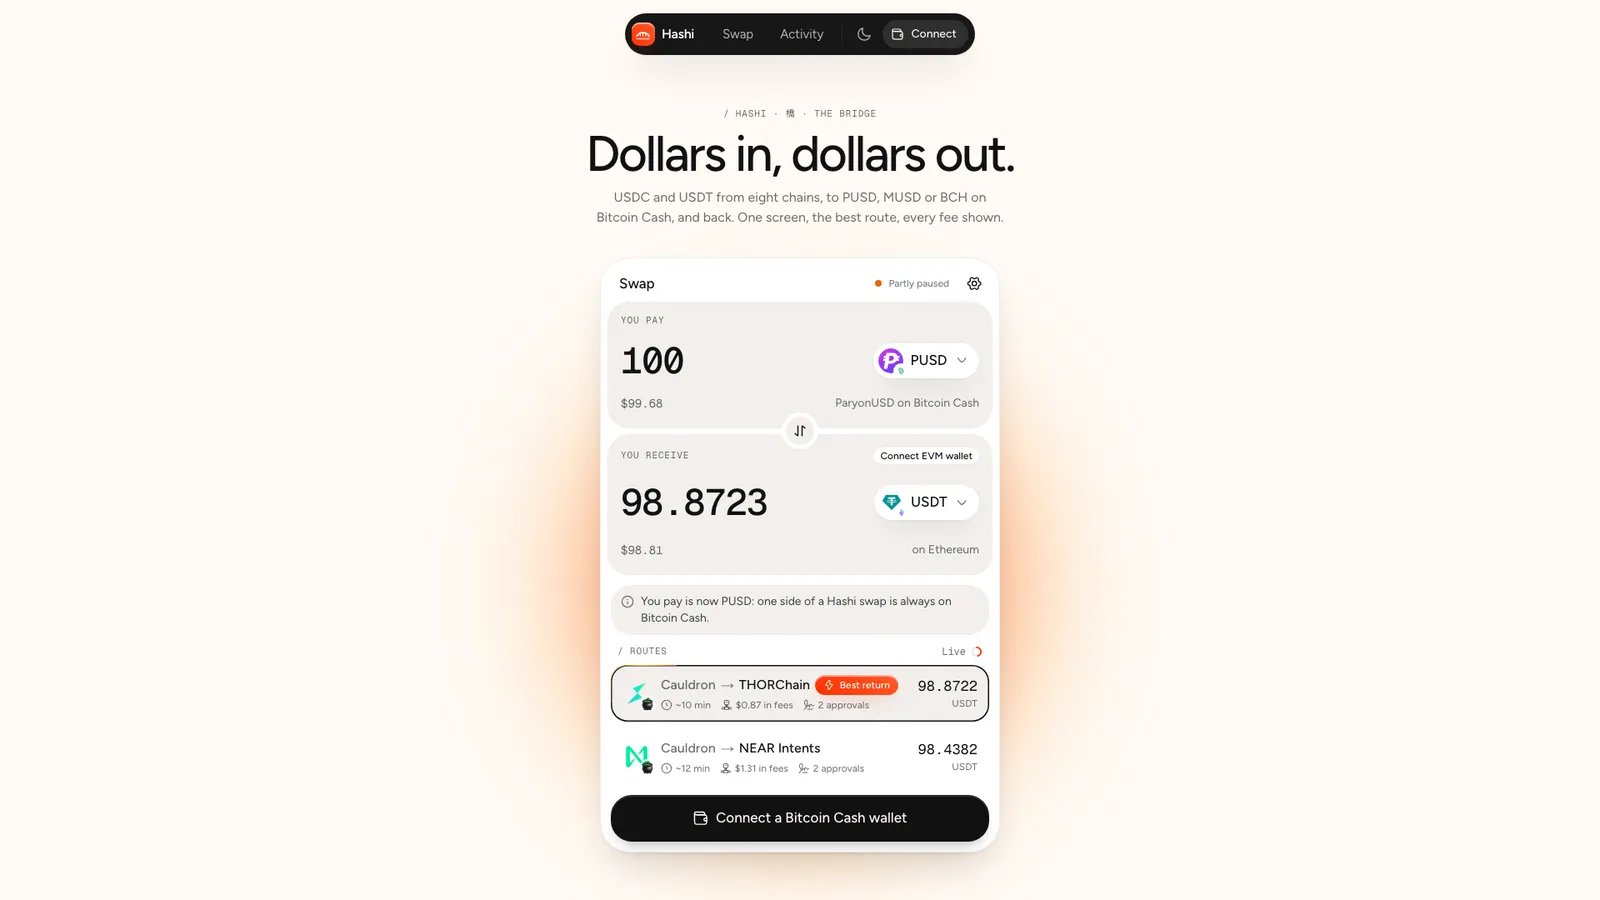 Hashi
Swap
Activity
Connect
/ HASHI · 橋 · THE BRIDGE
Dollars in, dollars out.
USDC and USDT from eight chains, to PUSD, MUSD or BCH on
Bitcoin Cash, and back. One screen, the best route, every fee shown.
Swap
Partly paused
YOU PAY
100
PUSD
$99.68
ParyonUSD on Bitcoin Cash
YOU RECEIVE
Connect EVM wallet
98.8723
USDT
$98.81
on Ethereum
You pay is now PUSD: one side of a Hashi swap is always on
Bitcoin Cash.
/ ROUTES
Live
Cauldron → THORChain
Best return
98.8722
~10 min
$0.87 in fees
2 approvals
USDT
Cauldron → NEAR Intents
98.4382
~12 min
$1.31 in fees
2 approvals
USDT
Connect a Bitcoin Cash wallet